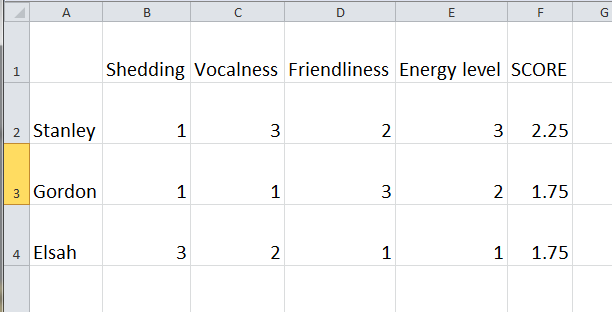 A B C D E F G
1 Shedding Vocalness Friendliness Energy level SCORE
2 Stanley 1 3 2 3 2.25
3 Gordon 1 1 3 2 1.75
4 Elsah 3 2 1 1 1.75